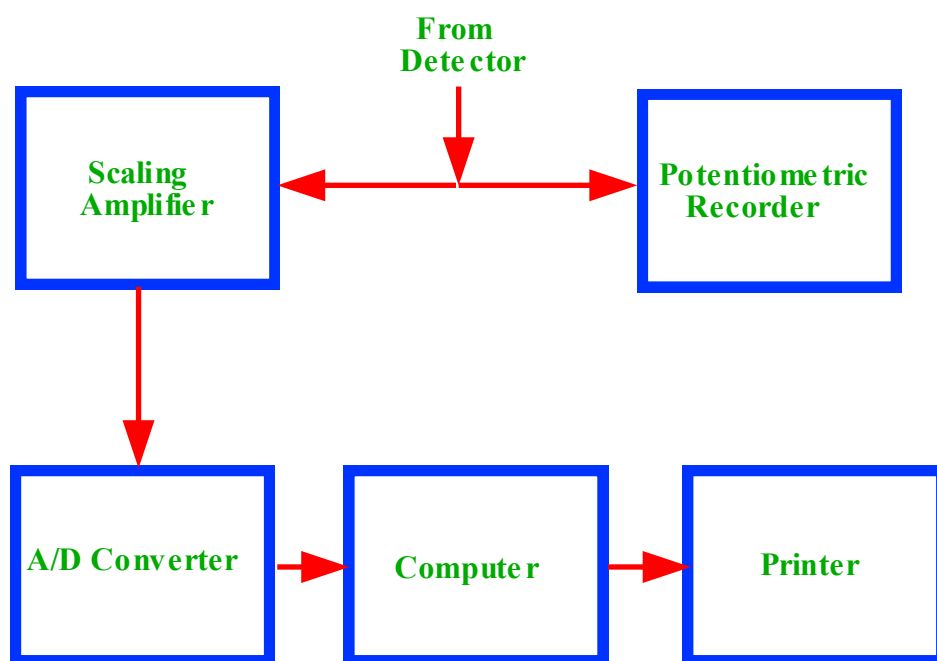 From
Detector
Scaling
Amplifier
Potentiometric
Recorder
A/D Converter
Computer
Printer